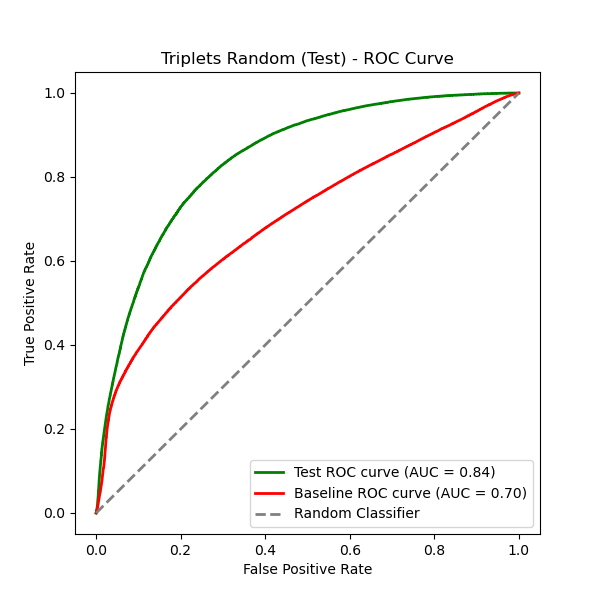 Triplets Random (Test) - ROC Curve
True Positive Rate
1.0
0.8
0.6
0.4
0.2
0.0
Test ROC curve (AUC = 0.84)
Baseline ROC curve (AUC = 0.70)
Random Classifier
0.0 0.2 0.4 0.6 0.8 1.0
False Positive Rate